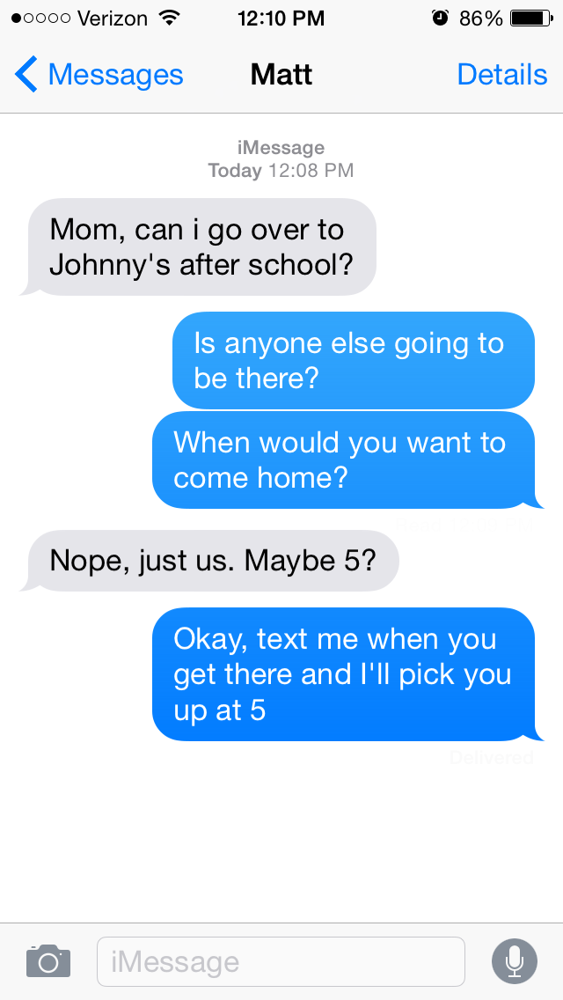 Verizon 12:10 PM 86%
Messages Matt Details
iMessage
Today 12:08 PM
Mom, can i go over to
Johnny's after school?
Is anyone else going to
be there?
When would you want to
come home?
Nope, just us. Maybe 5?
Okay, text me when you
get there and I'll pick you
up at 5
Delivered
iMessage